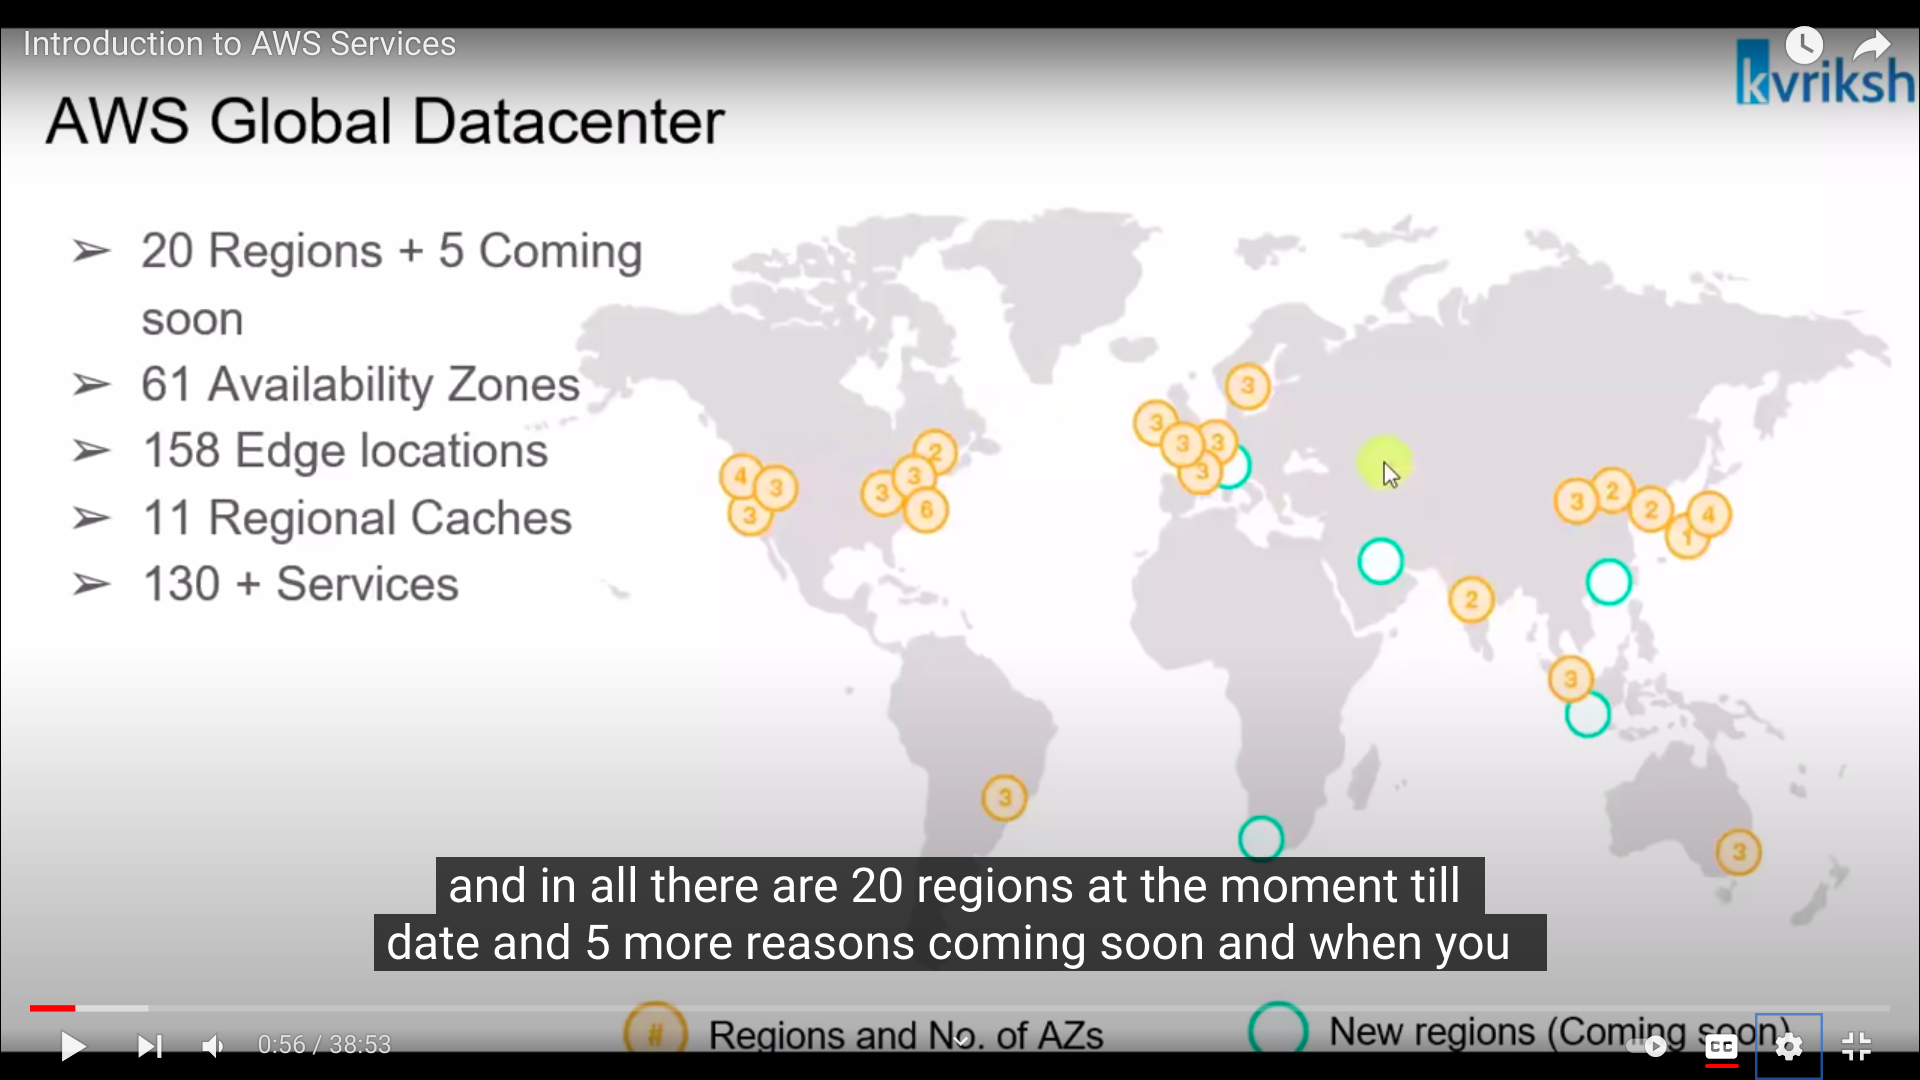 Introduction to AWS Services
kvriksh
AWS Global Datacenter
➢ 20 Regions + 5 Coming
soon
➢ 61 Availability Zones
➢ 158 Edge locations
➢ 11 Regional Caches
➢ 130 + Services
3
3
3
3
3
3
2
4
3
3
3
3
6
3
2
2
4
1
2
3
3
3
and in all there are 20 regions at the moment till
date and 5 more reasons coming soon and when you
# Regions and No. of AZs
New regions (Coming soon)
0:56 / 38:53
CC